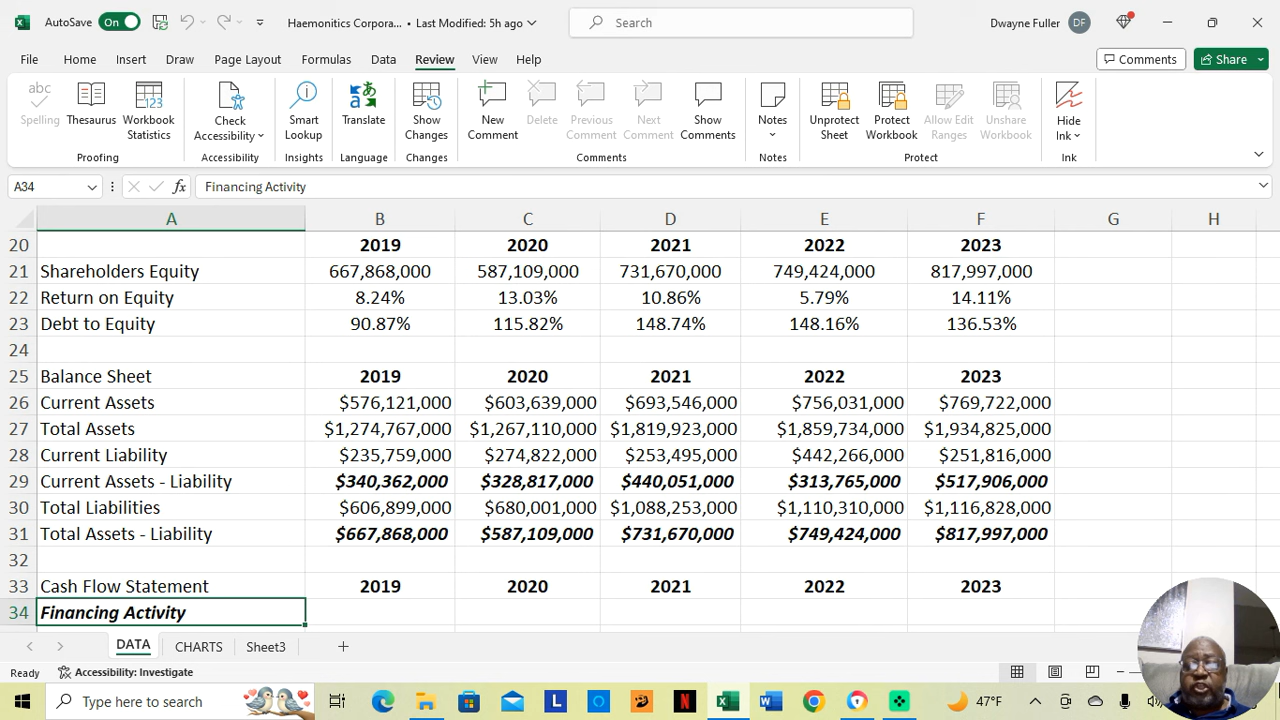 AutoSave On Haemonitics Corpora... • Last Modified: 5h ago Search Dwayne Fuller DF
File Home Insert Draw Page Layout Formulas Data Review View Help Comments Share
abc 123
Spelling Thesaurus Workbook Statistics Check Accessibility Smart Lookup Translate Show Changes New Comment Delete Previous Comment Next Comment Show Comments Notes Unprotect Sheet Protect Workbook Allow Edit Ranges Unshare Workbook Hide Ink
Proofing Accessibility Insights Language Changes Comments Notes Protect Ink
A34 fx Financing Activity
A B C D E F G H
20 2019 2020 2021 2022 2023
21 Shareholders Equity 667,868,000 587,109,000 731,670,000 749,424,000 817,997,000
22 Return on Equity 8.24% 13.03% 10.86% 5.79% 14.11%
23 Debt to Equity 90.87% 115.82% 148.74% 148.16% 136.53%
24
25 Balance Sheet 2019 2020 2021 2022 2023
26 Current Assets $576,121,000 $603,639,000 $693,546,000 $756,031,000 $769,722,000
27 Total Assets $1,274,767,000 $1,267,110,000 $1,819,923,000 $1,859,734,000 $1,934,825,000
28 Current Liability $235,759,000 $274,822,000 $253,495,000 $442,266,000 $251,816,000
29 Current Assets - Liability $340,362,000 $328,817,000 $440,051,000 $313,765,000 $517,906,000
30 Total Liabilities $606,899,000 $680,001,000 $1,088,253,000 $1,110,310,000 $1,116,828,000
31 Total Assets - Liability $667,868,000 $587,109,000 $731,670,000 $749,424,000 $817,997,000
32
33 Cash Flow Statement 2019 2020 2021 2022 2023
34 Financing Activity
DATA CHARTS Sheet3
Ready Accessibility: Investigate
Type here to search 47°F